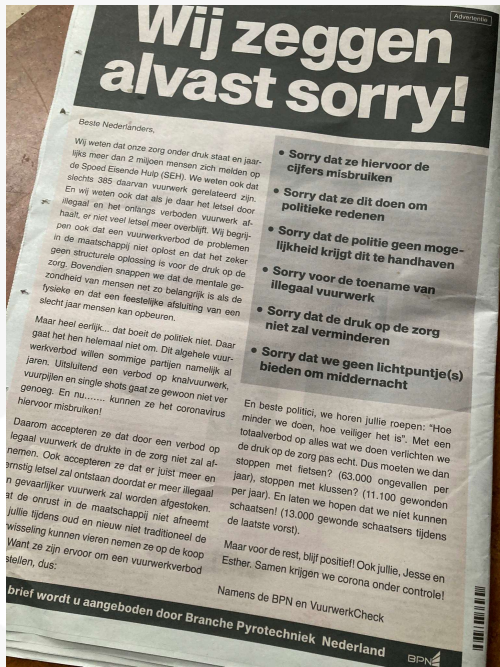 Advertentie
Wij zeggen
alvast sorry!
Beste Nederlanders,
Wij weten dat onze zorg onder druk staat en jaar-
lijks meer dan 2 miljoen mensen zich melden op
de Spoed Eisende Hulp (SEH). We weten ook dat
slechts 385 daarvan vuurwerk gerelateerd zijn.
En wij weten ook dat als je daar het letsel door
illegaal en het onlangs verboden vuurwerk af-
haalt, er niet veel letsel meer overblijft. Wij begrij-
pen ook dat een vuurwerkverbod de problemen
in de maatschappij niet oplost en dat het zeker
geen structurele oplossing is voor de druk op de
zorg. Bovendien snappen we dat de mentale ge-
zondheid van mensen net zo belangrijk is als de
fysieke en dat een feestelijke afsluiting van een
slecht jaar mensen kan opbeuren.
Maar heel eerlijk... dat boeit de politiek niet. Daar
gaat het hen helemaal niet om. Dit algehele vuur-
werkverbod willen sommige partijen namelijk al
jaren. Uitsluitend een verbod op knalvuurwerk,
vuurpijlen en single shots gaat ze gewoon niet ver
genoeg. En nu....... kunnen ze het coronavirus
hiervoor misbruiken!
Daarom accepteren ze dat door een verbod op
legaal vuurwerk de drukte in de zorg niet zal af-
nemen. Ook accepteren ze dat er juist meer en
ernstig letsel zal ontstaan doordat er meer illegaal
n gevaarlijker vuurwerk zal worden afgestoken.
at de onrust in de maatschappij niet afneemt
jullie tijdens oud en nieuw niet traditioneel de
wisseling kunnen vieren nemen ze op de koop
Want ze zijn ervoor om een vuurwerkverbod
stellen, dus:
• Sorry dat ze hiervoor de
cijfers misbruiken
• Sorry dat ze dit doen om
politieke redenen
• Sorry dat de politie geen moge-
lijkheid krijgt dit te handhaven
• Sorry voor de toename van
illegaal vuurwerk
• Sorry dat de druk op de zorg
niet zal verminderen
• Sorry dat we geen lichtpuntje(s)
bieden om middernacht
En beste politici, we horen jullie roepen: "Hoe
minder we doen, hoe veiliger het is". Met een
totaalverbod op alles wat we doen verlichten we
de druk op de zorg pas echt. Dus moeten we dan
stoppen met fietsen? (63.000 ongevallen per
jaar), stoppen met klussen? (11.100 gewonden
per jaar). En laten we hopen dat we niet kunnen
schaatsen! (13.000 gewonde schaatsers tijdens
de laatste vorst).
Maar voor de rest, blijf positief! Ook jullie, Jesse en
Esther. Samen krijgen we corona onder controle!
Namens de BPN en VuurwerkCheck
brief wordt u aangeboden door Branche Pyrotechniek Nederland
BPN